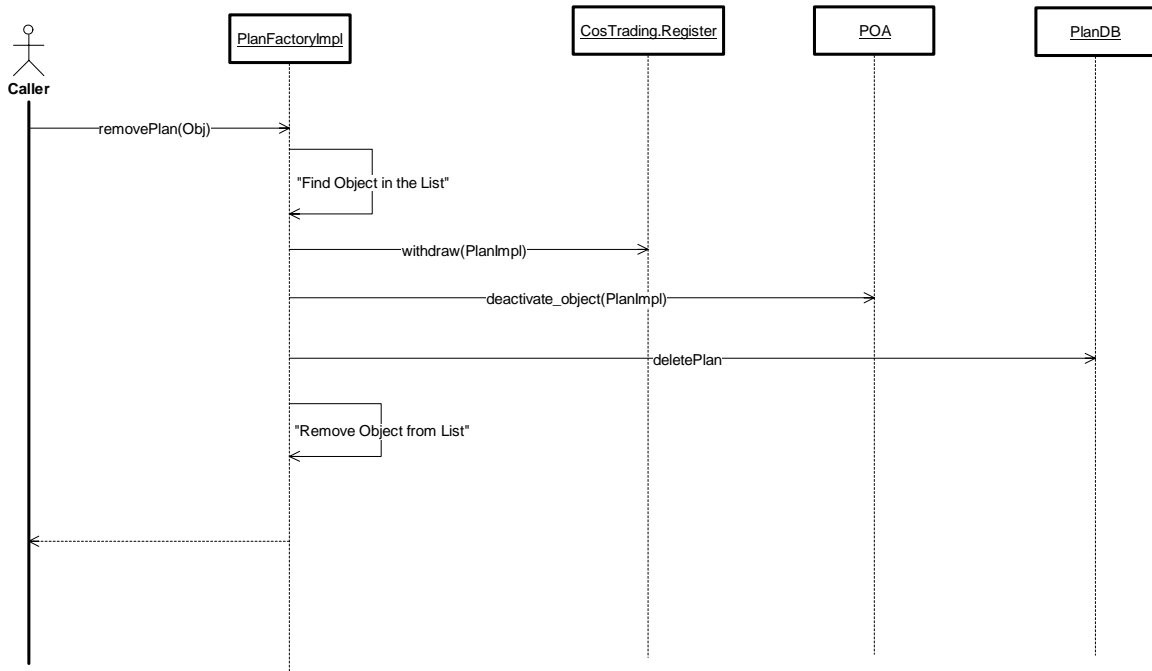 PlanFactoryImpl
CosTrading.Register
POA
PlanDB
Caller
removePlan(Obj)
"Find Object in the List"
withdraw(PlanImpl)
deactivate_object(PlanImpl)
deletePlan
"Remove Object from List"